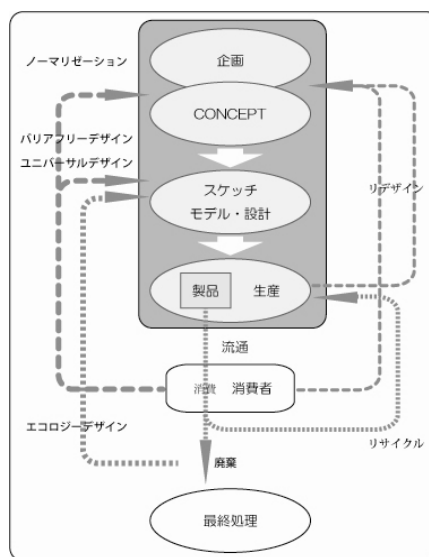 企画
ノーマリゼーション
CONCEPT
バリアフリーデザイン
ユニバーサルデザイン
スケッチ
モデル・設計
リデザイン
製品
生産
流通
消費
消費者
エコロジーデザイン
リサイクル
廃棄
最終処理